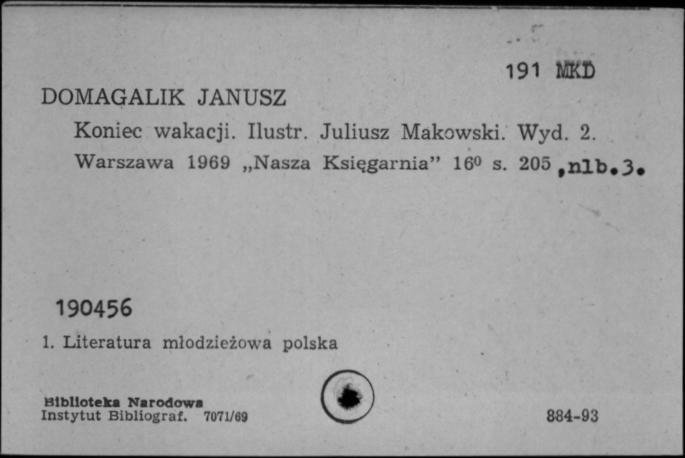 191 MKD
DOMAGALIK JANUSZ
Koniec wakacji. Ilustr. Juliusz Makowski. Wyd. 2.
Warszawa 1969 „Nasza Księgarnia” 16⁰ s. 205 ,nlb.3.
190456
1. Literatura młodzieżowa polska
Biblioteka Narodowa
Instytut Bibliograf. 7071/69
884-93